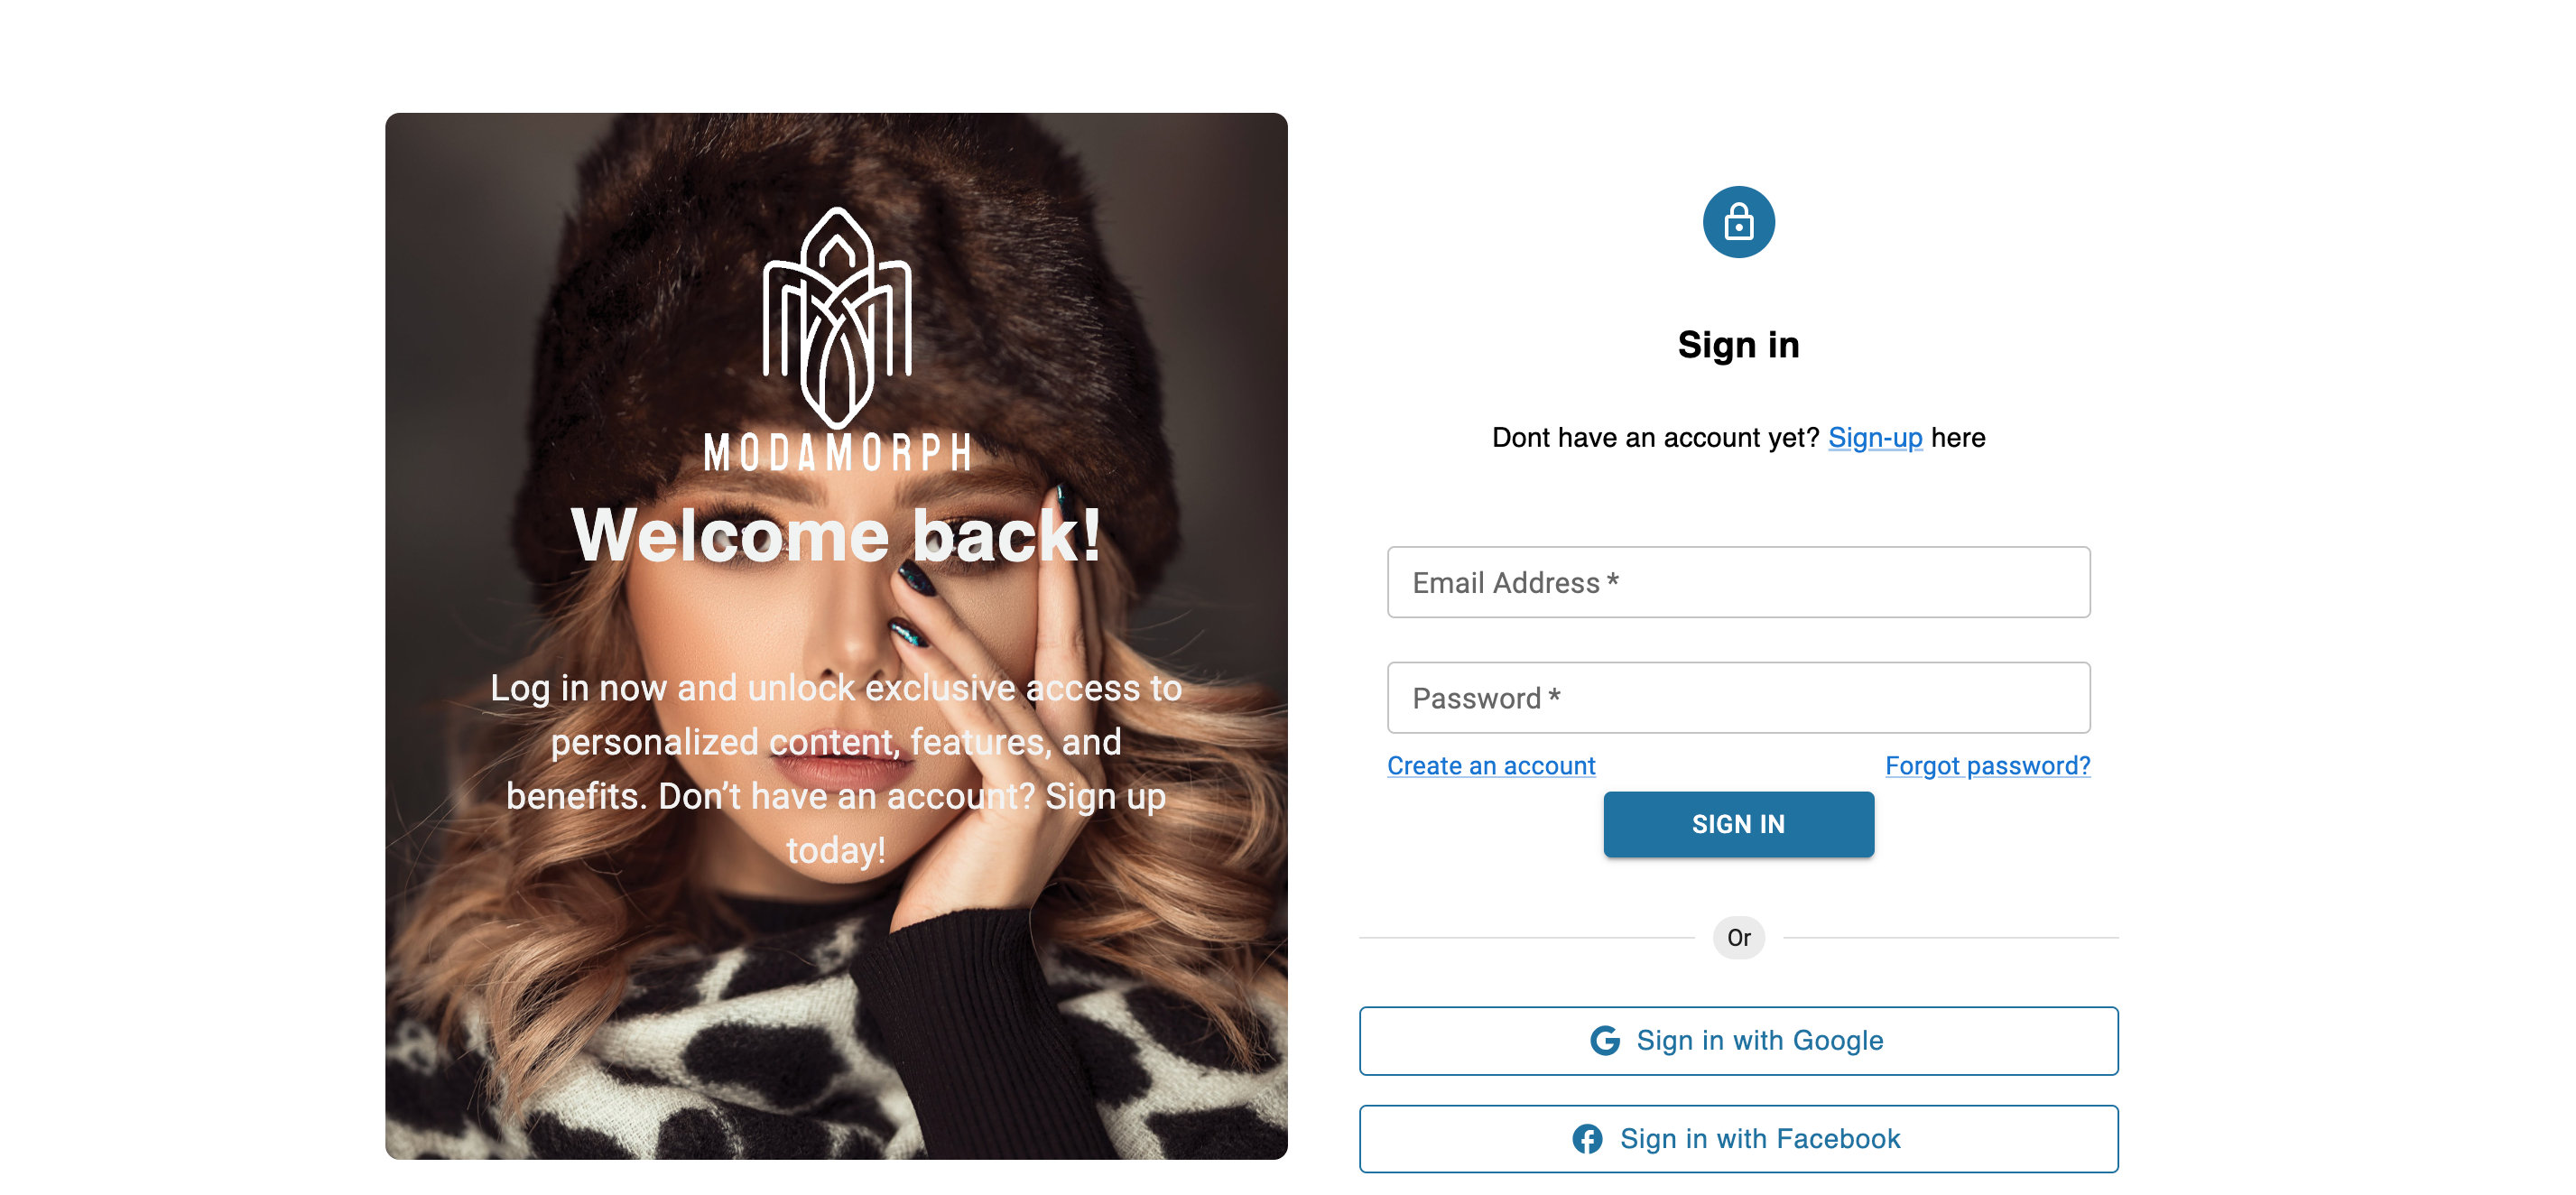 MODAMORPH
Welcome back!
Log in now and unlock exclusive access to
personalized content, features, and
benefits. Don’t have an account? Sign up
today!
Sign in
Dont have an account yet? Sign-up here
Email Address *
Password *
Create an account
Forgot password?
SIGN IN
Or
Sign in with Google
Sign in with Facebook